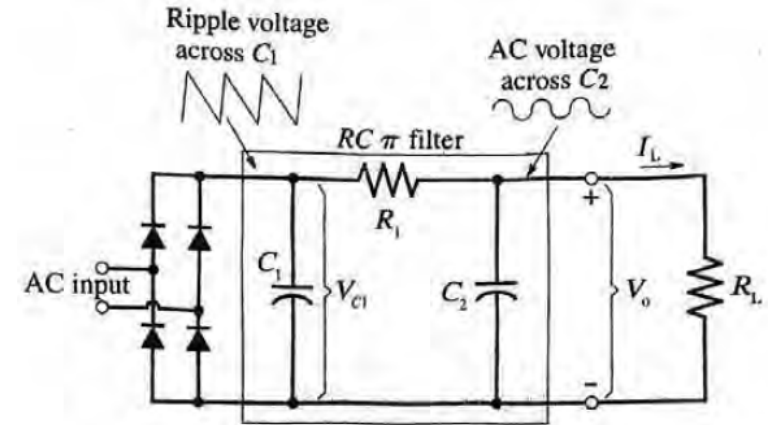 Ripple voltage
across C1
AC voltage
across C2
RC π filter
IL
R1
+
AC input
C1
VC1
C2
Vo
RL
-